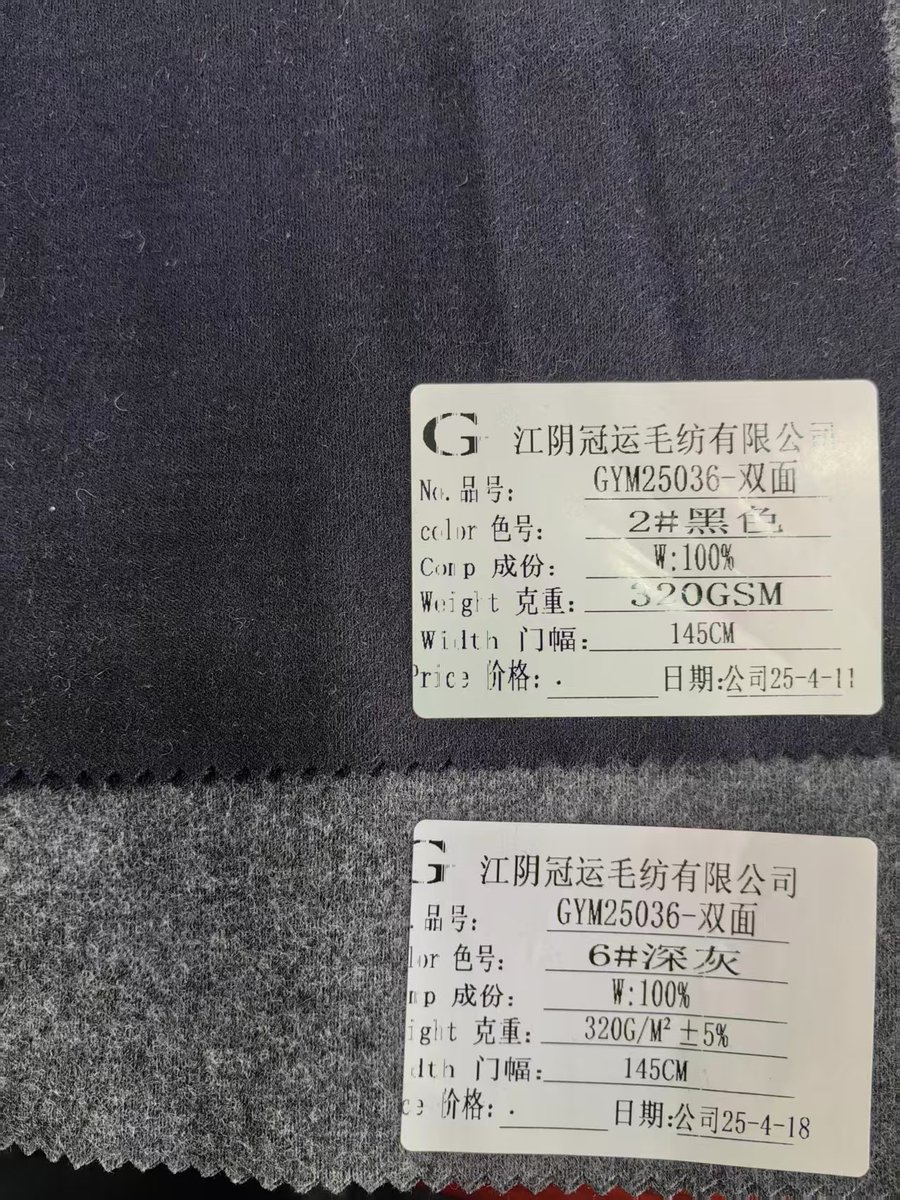 G 江阴冠运毛纺有限公司
No.品号: GYM25036-双面
color 色号: 2#黑色
Comp 成份: W:100%
Weight 克重: 320GSM
Width 门幅: 145CM
Price 价格: . 日期:公司25-4-11
G 江阴冠运毛纺有限公司
.品号: GYM25036-双面
lor 色号: 6#深灰
mp 成份: W:100%
ight 克重: 320G/M² ±5%
dth 门幅: 145CM
ce 价格: . 日期:公司25-4-18